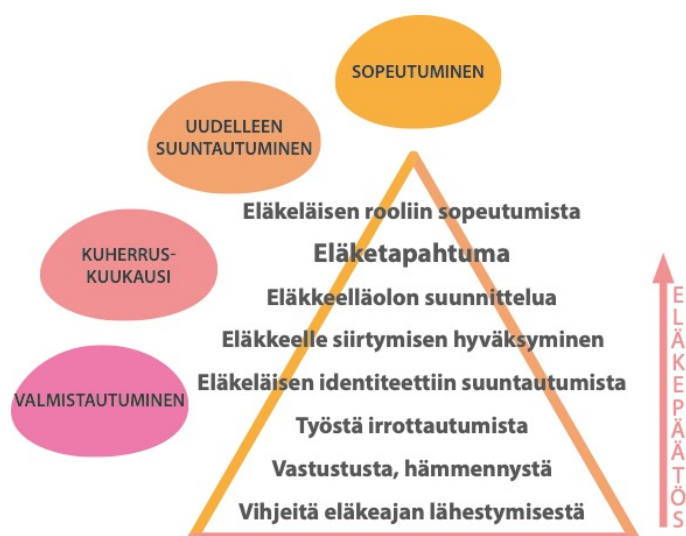 SOPEUTUMINEN
UUDELLEEN
SUUNTAUTUMINEN
KUHERRUS-
KUUKAUSI
VALMISTAUTUMINEN
Eläkeläisen rooliin sopeutumista
Eläketapahtuma
Eläkkeelläolon suunnittelua
Eläkkeelle siirtymisen hyväksyminen
Eläkeläisen identiteettiin suuntautumista
Työstä irrottautumista
Vastustusta, hämmennystä
Vihjeitä eläkeajan lähestymisestä
ELÄKEPÄÄTÖS